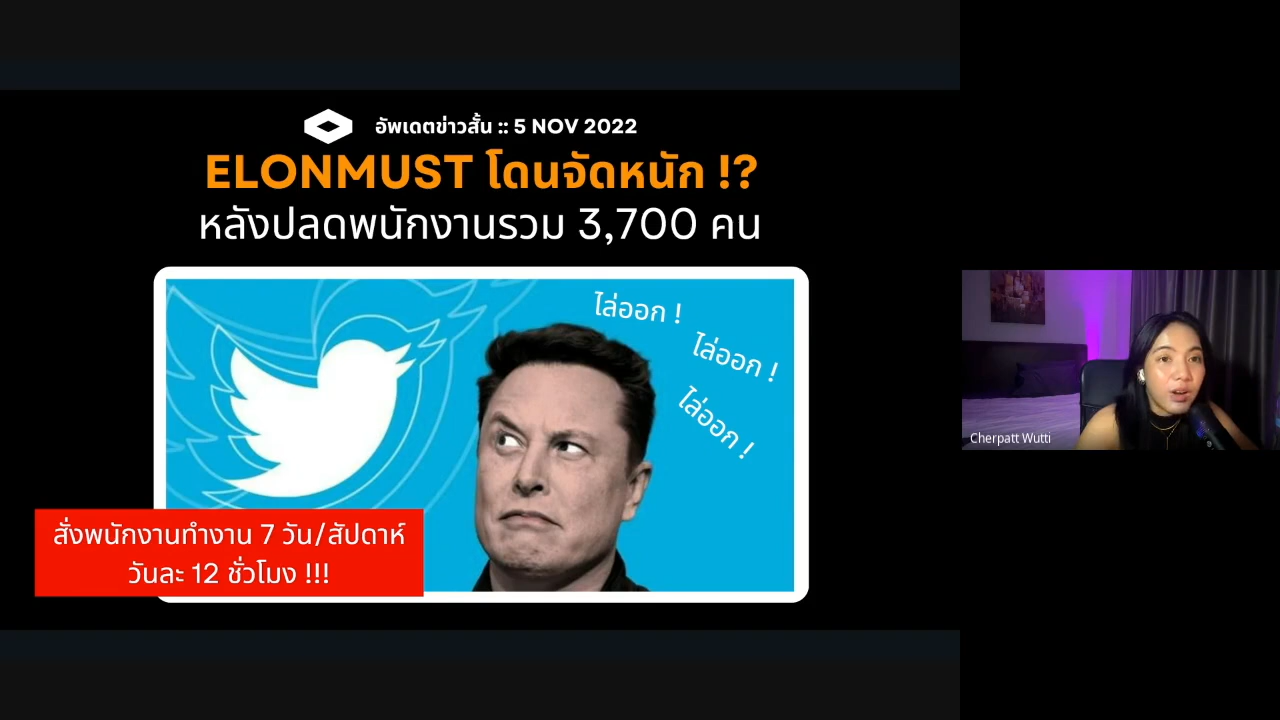 อัพเดตข่าวสั้น :: 5 NOV 2022
ELONMUST โดนจัดหนัก !?
หลังปลดพนักงานรวม 3,700 คน
ไล่ออก !
ไล่ออก !
ไล่ออก !
สั่งพนักงานทำงาน 7 วัน/สัปดาห์
วันละ 12 ชั่วโมง !!!
Cherpatt Wutti